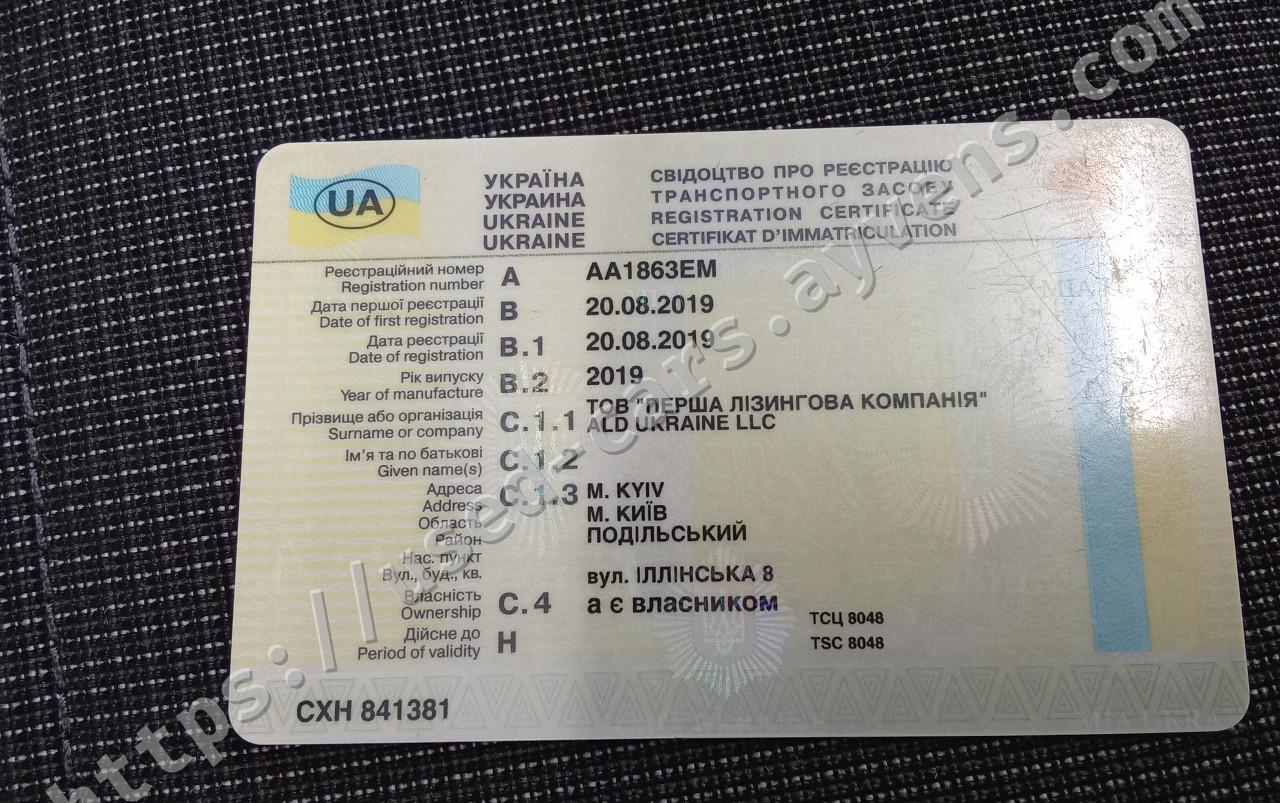 UA
УКРАЇНА
УКРАИНА
UKRAINE
UKRAINE
СВІДОЦТВО ПРО РЕЄСТРАЦІЮ
ТРАНСПОРТНОГО ЗАСОБУ
REGISTRATION CERTIFICATE
CERTIFIKAT D'IMMATRICULATION
Реєстраційний номер
Registration number
A
AA1863EM
Дата першої реєстрації
Date of first registration
B
20.08.2019
Дата реєстрації
Date of registration
B.1
20.08.2019
Рік випуску
Year of manufacture
B.2
2019
Прізвище або організація
Surname or company
C.1.1
ТОВ "ПЕРША ЛІЗИНГОВА КОМПАНІЯ"
ALD UKRAINE LLC
Ім'я та по батькові
Given name(s)
C.1.2
Адреса
Address
Область
Район
Нас. пункт
Вул., буд., кв.
C.1.3
M. KYIV
М. КИЇВ
ПОДІЛЬСЬКИЙ
вул. ІЛЛІНСЬКА 8
Власність
Ownership
C.4
а є власником
Дійсне до
Period of validity
H
ТСЦ 8048
TSC 8048
СХН 841381
https://used-cars.ayvens.com